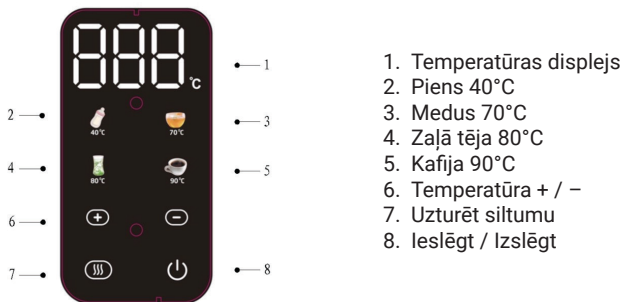 888
°C
1
2
40°C
70°C
3
4
80°C
90°C
5
6
7
8
1. Temperatūras displejs
2. Piens 40°C
3. Medus 70°C
4. Zaļā tēja 80°C
5. Kafija 90°C
6. Temperatūra + / −
7. Uzturēt siltumu
8. Ieslēgt / Izslēgt